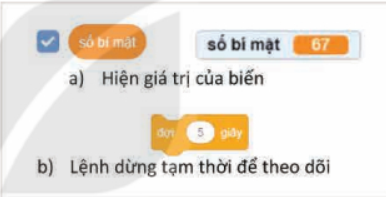 số bí mật số bí mật 67
a) Hiện giá trị của biến
đợi 5 giây
b) Lệnh dừng tạm thời để theo dõi